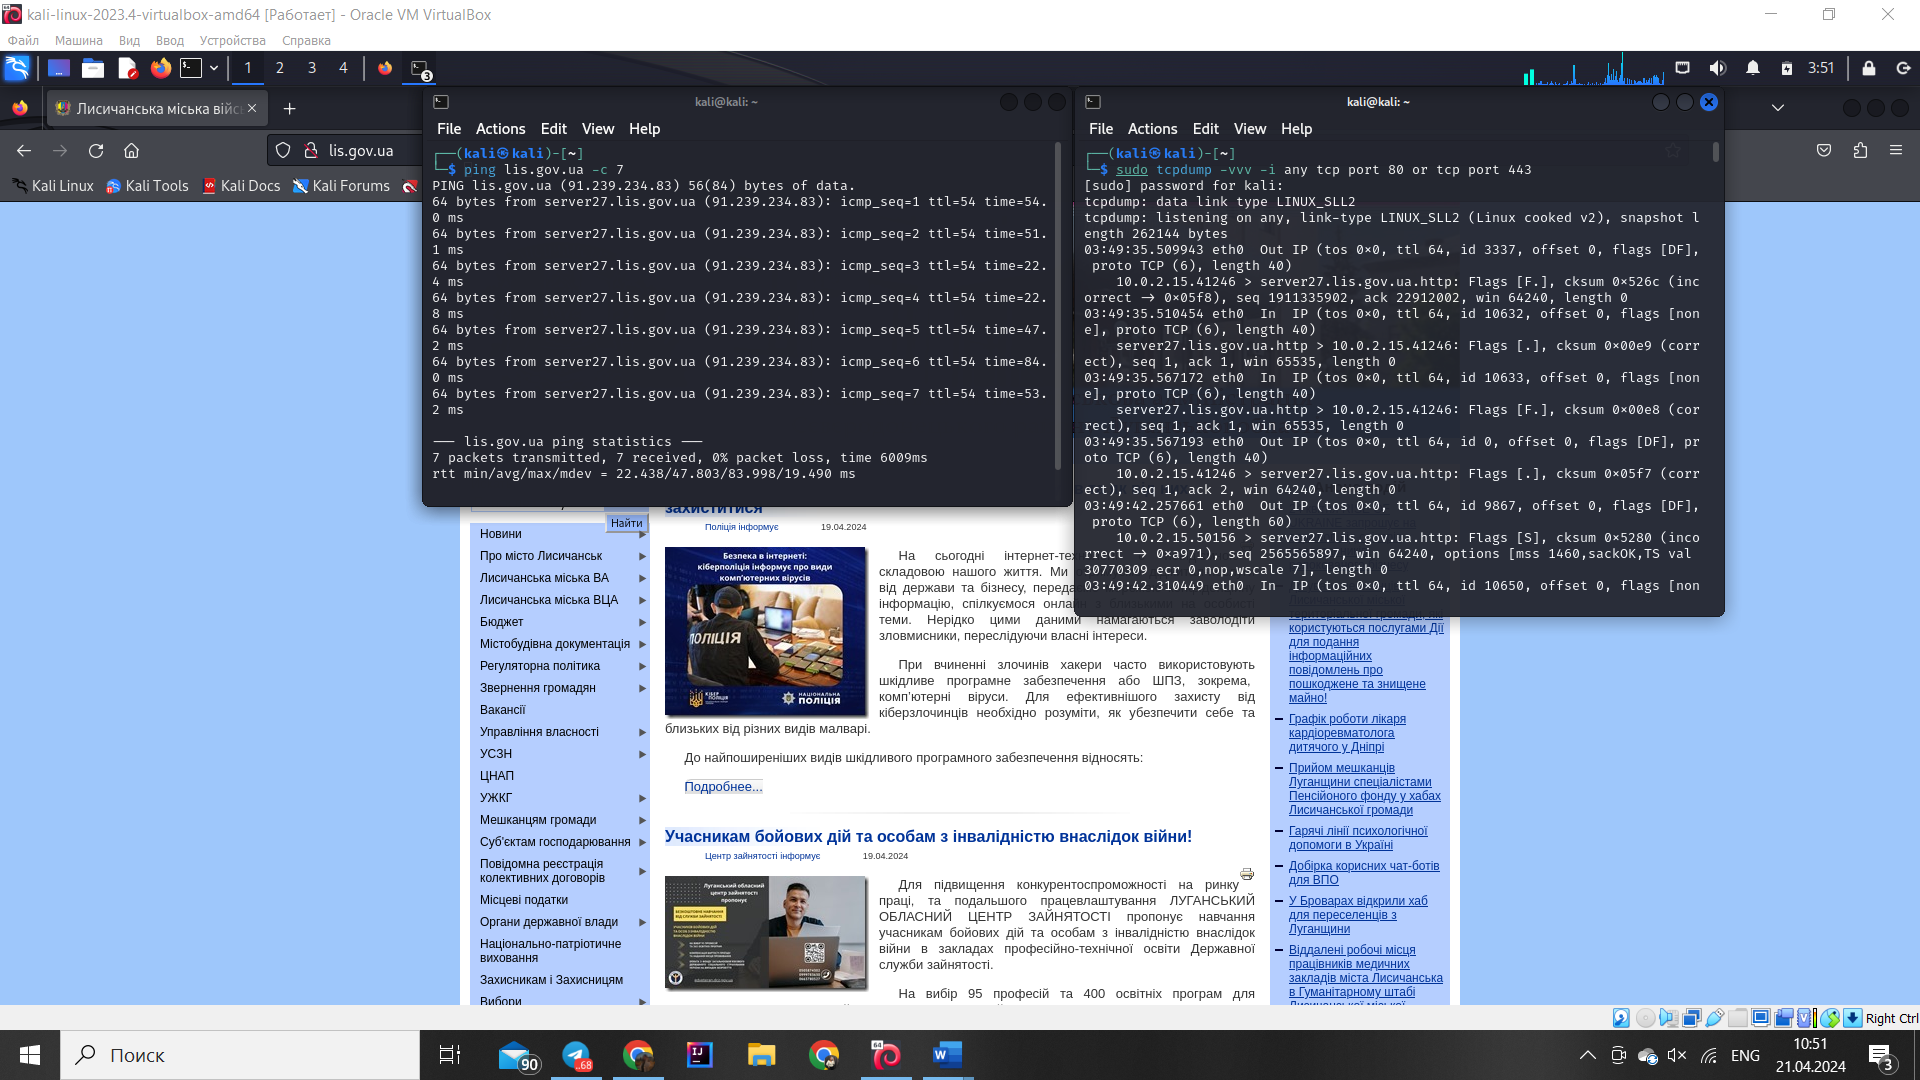 kali-linux-2023.4-virtualbox-amd64 [Работает] - Oracle VM VirtualBox
Файл Машина Вид Ввод Устройства Справка
1 2 3 4
3
3:51
Лисичанська міська війс
lis.gov.ua
Kali Linux Kali Tools Kali Docs Kali Forums
kali@kali: ~
File Actions Edit View Help
┌──(kali㉿kali)-[~]
└─$ ping lis.gov.ua -c 7
PING lis.gov.ua (91.239.234.83) 56(84) bytes of data.
64 bytes from server27.lis.gov.ua (91.239.234.83): icmp_seq=1 ttl=54 time=54.
0 ms
64 bytes from server27.lis.gov.ua (91.239.234.83): icmp_seq=2 ttl=54 time=51.
1 ms
64 bytes from server27.lis.gov.ua (91.239.234.83): icmp_seq=3 ttl=54 time=22.
4 ms
64 bytes from server27.lis.gov.ua (91.239.234.83): icmp_seq=4 ttl=54 time=22.
8 ms
64 bytes from server27.lis.gov.ua (91.239.234.83): icmp_seq=5 ttl=54 time=47.
2 ms
64 bytes from server27.lis.gov.ua (91.239.234.83): icmp_seq=6 ttl=54 time=84.
0 ms
64 bytes from server27.lis.gov.ua (91.239.234.83): icmp_seq=7 ttl=54 time=53.
2 ms
--- lis.gov.ua ping statistics ---
7 packets transmitted, 7 received, 0% packet loss, time 6009ms
rtt min/avg/max/mdev = 22.438/47.803/83.998/19.490 ms
kali@kali: ~
File Actions Edit View Help
┌──(kali㉿kali)-[~]
└─$ sudo tcpdump -vvv -i any tcp port 80 or tcp port 443
[sudo] password for kali:
tcpdump: data link type LINUX_SLL2
tcpdump: listening on any, link-type LINUX_SLL2 (Linux cooked v2), snapshot l
ength 262144 bytes
03:49:35.509943 eth0  Out IP (tos 0x0, ttl 64, id 3337, offset 0, flags [DF],
 proto TCP (6), length 40)
    10.0.2.15.41246 > server27.lis.gov.ua.http: Flags [F.], cksum 0x526c (inc
orrect -> 0x05f8), seq 1911335902, ack 22912002, win 64240, length 0
03:49:35.510454 eth0  In  IP (tos 0x0, ttl 64, id 10632, offset 0, flags [non
e], proto TCP (6), length 40)
    server27.lis.gov.ua.http > 10.0.2.15.41246: Flags [.], cksum 0x00e9 (corr
ect), seq 1, ack 1, win 65535, length 0
03:49:35.567172 eth0  In  IP (tos 0x0, ttl 64, id 10633, offset 0, flags [non
e], proto TCP (6), length 40)
    server27.lis.gov.ua.http > 10.0.2.15.41246: Flags [F.], cksum 0x00e8 (cor
rect), seq 1, ack 1, win 65535, length 0
03:49:35.567193 eth0  Out IP (tos 0x0, ttl 64, id 0, offset 0, flags [DF], pr
oto TCP (6), length 40)
    10.0.2.15.41246 > server27.lis.gov.ua.http: Flags [.], cksum 0x05f7 (corr
ect), seq 1, ack 2, win 64240, length 0
03:49:42.257661 eth0  Out IP (tos 0x0, ttl 64, id 9867, offset 0, flags [DF],
 proto TCP (6), length 60)
    10.0.2.15.50156 > server27.lis.gov.ua.http: Flags [S], cksum 0x5280 (inco
rrect -> 0xa971), seq 2565565897, win 64240, options [mss 1460,sackOK,TS val
30770309 ecr 0,nop,wscale 7], length 0
03:49:42.310449 eth0  In  IP (tos 0x0, ttl 64, id 10650, offset 0, flags [non
Найти
Новини
Про місто Лисичанськ
Лисичанська міська ВА
Лисичанська міська ВЦА
Бюджет
Містобудівна документація
Регуляторна політика
Звернення громадян
Вакансії
Управління власності
УСЗН
ЦНАП
УЖКГ
Мешканцям громади
Суб'єктам господарювання
Повідомна реєстрація
колективних договорів
Місцеві податки
Органи державної влади
Національно-патріотичне
виховання
Захисникам і Захисницям
Вибори
захиститися
Поліція інформує 19.04.2024
Безпека в інтернеті:
кіберполіція інформує про види
комп'ютерних вірусів
ПОЛІЦІЯ
КІБЕР
ПОЛІЦІЯ
НАЦІОНАЛЬНА
ПОЛІЦІЯ
На сьогодні інтернет-тех
складовою нашого життя. Ми
від держави та бізнесу, переда
інформацію, спілкуємося онлайн з близькими на особисті
теми. Нерідко цими даними намагаються заволодіти
зловмисники, переслідуючи власні інтереси.
При вчиненні злочинів хакери часто використовують
шкідливе програмне забезпечення або ШПЗ, зокрема,
комп'ютерні віруси. Для ефективнішого захисту від
кіберзлочинців необхідно розуміти, як убезпечити себе та
близьких від різних видів малварі.
До найпоширеніших видів шкідливого програмного забезпечення відносять:
Подробнее...
Учасникам бойових дій та особам з інвалідністю внаслідок війни!
Центр зайнятості інформує 19.04.2024
Луганський обласний
центр зайнятості
пропонує
Для підвищення конкурентоспроможності на ринку
праці, та подальшого працевлаштування ЛУГАНСЬКИЙ
ОБЛАСНИЙ ЦЕНТР ЗАЙНЯТОСТІ пропонує навчання
учасникам бойових дій та особам з інвалідністю внаслідок
війни в закладах професійно-технічної освіти Державної
служби зайнятості.
На вибір 95 професій та 400 освітніх програм для
користуються послугами Дії
для подання
інформаційних
повідомлень про
пошкоджене та знищене
майно!
Графік роботи лікаря
кардіоревматолога
дитячого у Дніпрі
Прийом мешканців
Луганщини спеціалістами
Пенсійоного фонду у хабах
Лисичанської громади
Гарячі лінії психологічної
допомоги в Україні
Добірка корисних чат-ботів
для ВПО
У Броварах відкрили хаб
для переселенців з
Луганщини
Віддалені робочі місця
працівників медичних
закладів міста Лисичанська
в Гуманітарному штабі
Лисичанської міської
Right Ctrl
Поиск
90
..68
ENG
10:51
21.04.2024
3